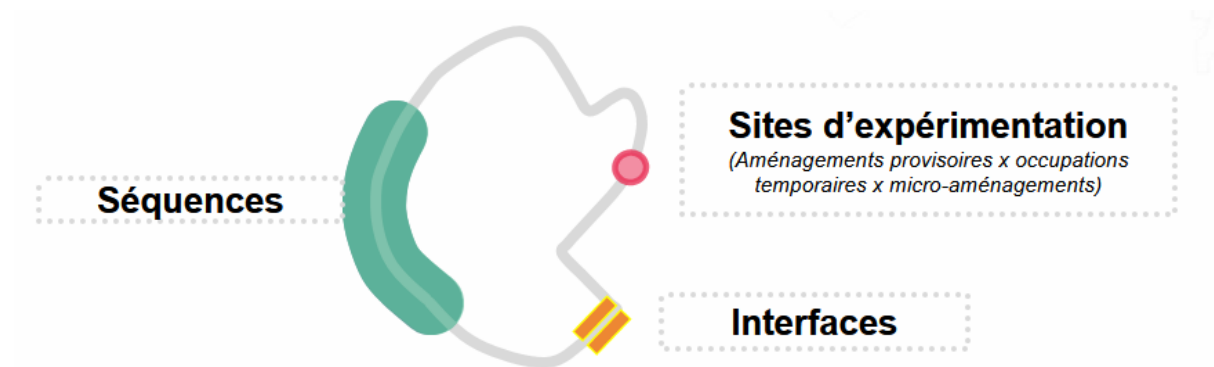 Sites d’expérimentation
(Aménagements provisoires x occupations
temporaires x micro-aménagements)
Séquences
Interfaces